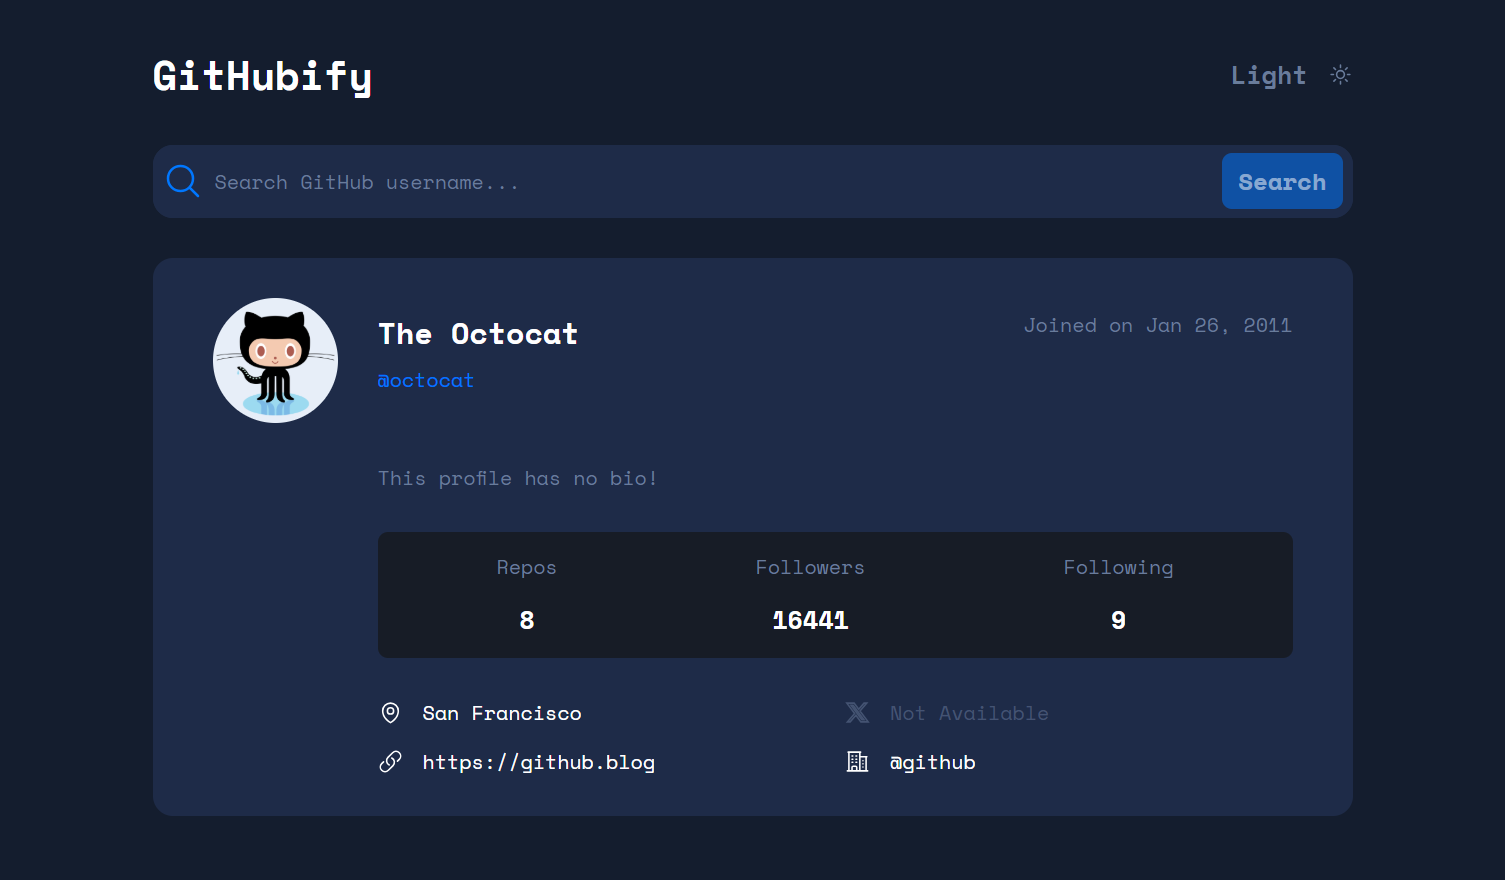 GitHubify
Light
Search GitHub username...
Search
The Octocat
Joined on Jan 26, 2011
@octocat
This profile has no bio!
Repos Followers Following
8 16441 9
San Francisco
Not Available
https://github.blog
@github